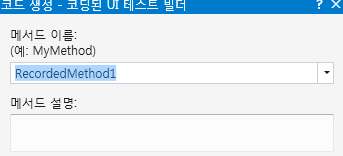 코드 생성 - 코딩된 UI 테스트 빌더
메서드 이름:
(예: MyMethod)
RecordedMethod1
메서드 설명: